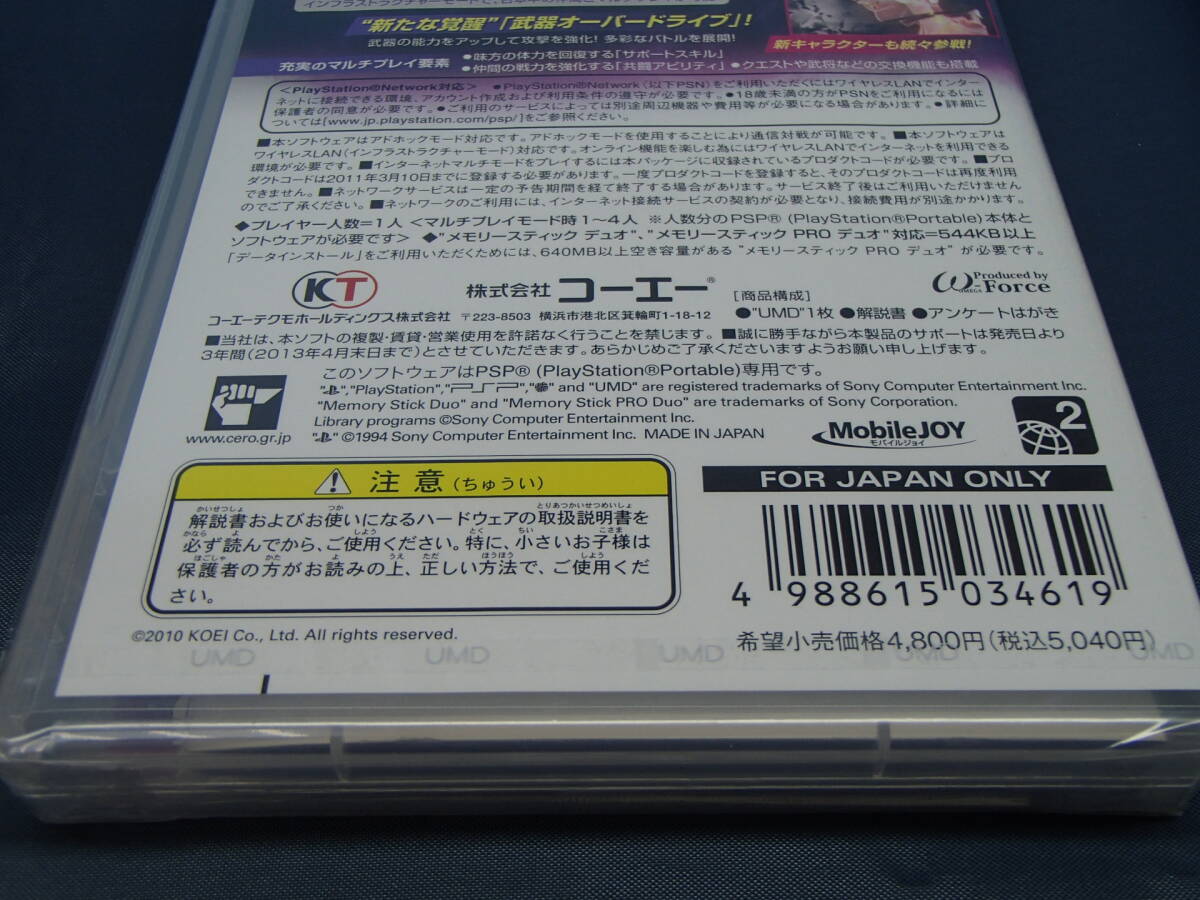 “新たな覚醒”「武器オーバードライブ」!
武器の能力をアップして攻撃を強化! 多彩なバトルを展開!
新キャラクターも続々参戦!
充実のマルチプレイ要素
●味方の体力を回復する「サポートスキル」
●仲間の戦力を強化する「共闘アビリティ」 ●クエストや武将などの交換機能も搭載
<PlayStation®Network対応> ●PlayStation®Network(以下PSN)をご利用いただくにはワイヤレスLANでインター
ネットに接続できる環境、アカウント作成および利用条件の遵守が必要です。●18歳未満の方がPSNをご利用になるには
保護者の同意が必要です。●ご利用のサービスによっては別途周辺機器や費用等が必要になる場合があります。●詳細に
ついては[www.jp.playstation.com/psp/]をご参照ください。
■本ソフトウェアはアドホックモード対応です。アドホックモードを使用することにより通信対戦が可能です。 ■本ソフトウェアは
ワイヤレスLAN(インフラストラクチャーモード)対応です。オンライン機能を楽しむ為にはワイヤレスLANでインターネットを利用できる
環境が必要です。■インターネットマルチモードをプレイするには本パッケージに収録されているプロダクトコードが必要です。■プロ
ダクトコードは2011年3月10日までに登録する必要があります。一度プロダクトコードを登録すると、そのプロダクトコードは再度利用
できません。■ネットワークサービスは一定の予告期間を経て終了する場合があります。サービス終了後はご利用いただけません
のでご了承ください。■ネットワークのご利用には、インターネット接続サービスの契約が必要となり、接続費用が別途かかります。
◆プレイヤー人数=1人 <マルチプレイモード時1〜4人 ※人数分のPSP® (PlayStation®Portable)本体と
ソフトウェアが必要です> ◆“メモリースティック デュオ”、“メモリースティック PRO デュオ”対応=544KB以上
「データインストール」をご利用いただくためには、640MB以上空き容量がある “メモリースティック PRO デュオ” が必要です。
KT
株式会社 コーエー®
[商品構成]
Produced by
ω-Force
OMEGA
コーエーテクモホールディングス株式会社 〒223-8503 横浜市港北区箕輪町1-18-12
●“UMD”1枚 ●解説書 ●アンケートはがき
■当社は、本ソフトの複製・賃貸・営業使用を許諾なく行うことを禁じます。 ■誠に勝手ながら本製品のサポートは発売日より
3年間(2013年4月末日まで)とさせていただきます。あらかじめご了承くださいますようお願い申し上げます。
このソフトウェアはPSP® (PlayStation®Portable)専用です。
" ","PlayStation","PSP"," " and "UMD" are registered trademarks of Sony Computer Entertainment Inc.
"Memory Stick Duo" and "Memory Stick PRO Duo" are trademarks of Sony Corporation.
Library programs ©Sony Computer Entertainment Inc.
" " ©1994 Sony Computer Entertainment Inc. MADE IN JAPAN
www.cero.gr.jp
MobileJOY
モバイルジョイ
2
注意(ちゅうい)
解説書およびお使いになるハードウェアの取扱説明書を
必ず読んでから、ご使用ください。特に、小さいお子様は
保護者の方がお読みの上、正しい方法で、ご使用くだ
さい。
FOR JAPAN ONLY
4 988615 034619
©2010 KOEI Co., Ltd. All rights reserved.
希望小売価格4,800円(税込5,040円)
UMD UMD UMD UMD UMD